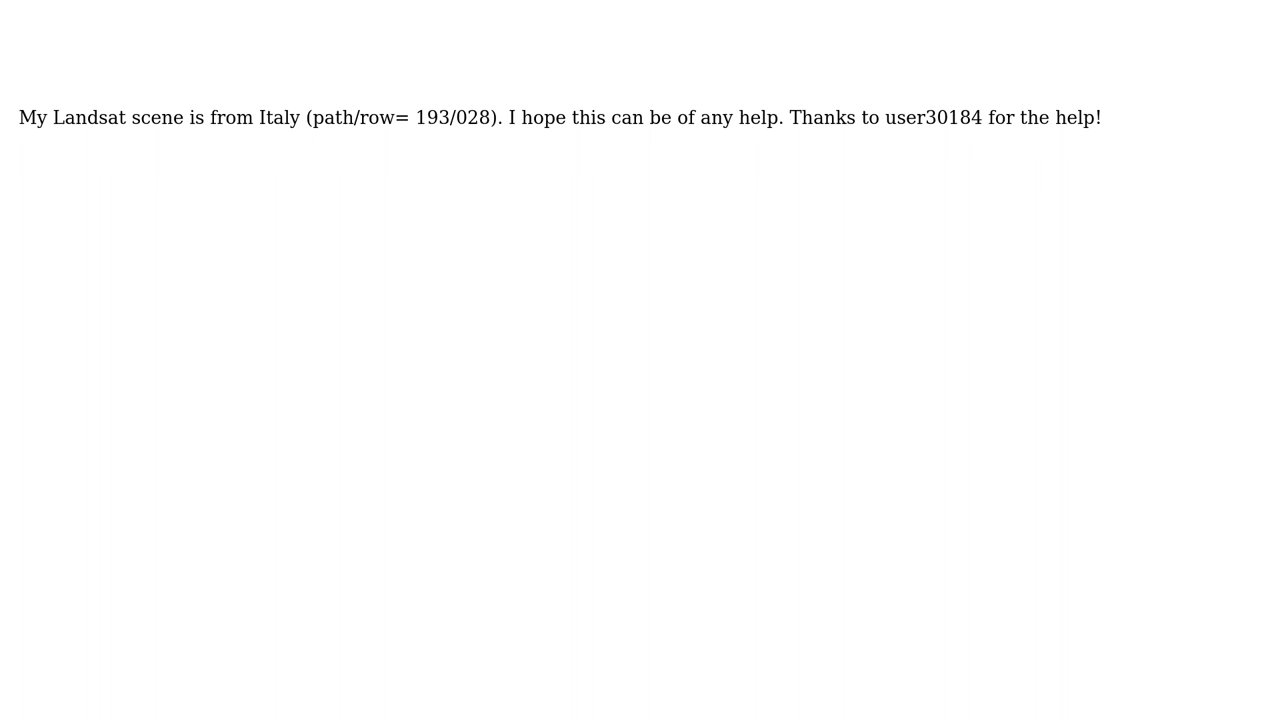 My Landsat scene is from Italy (path/row= 193/028). I hope this can be of any help. Thanks to user30184 for the help!